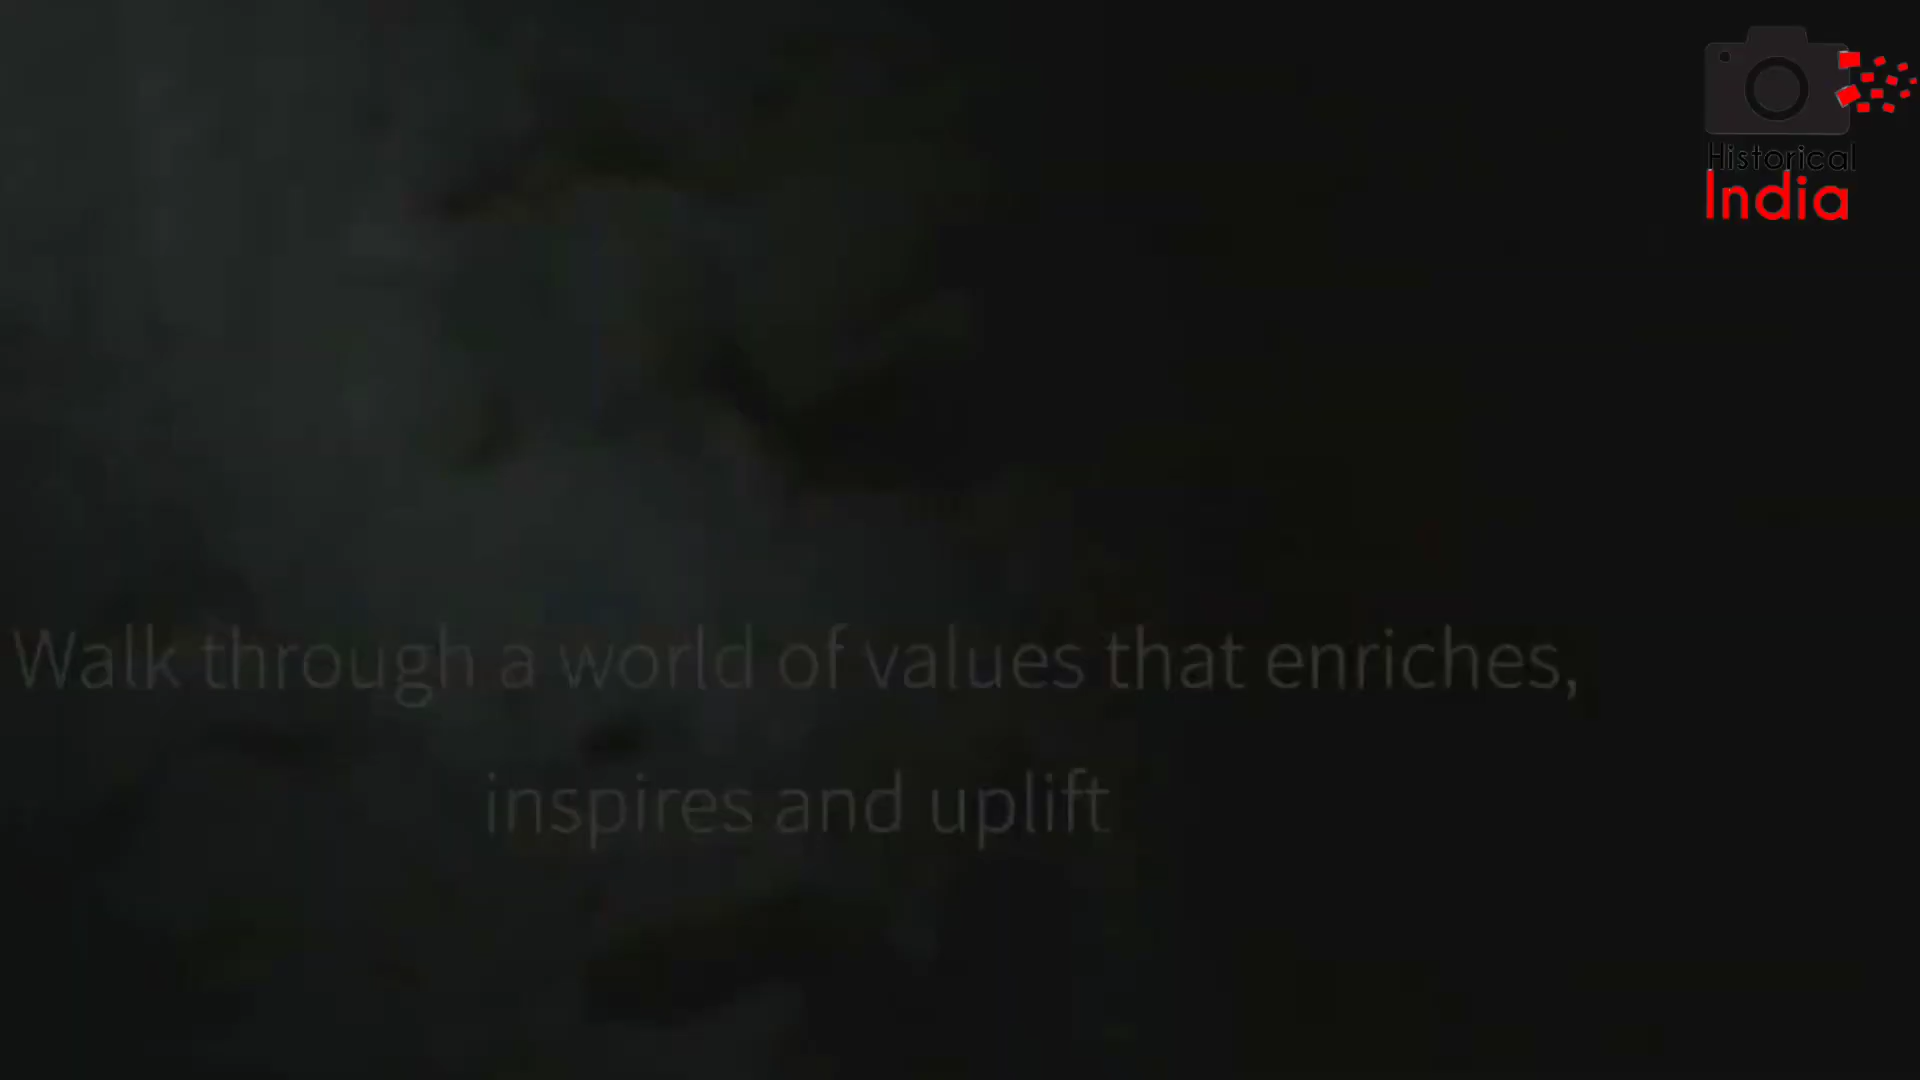 Historical
India
Walk through a world of values that enriches,
inspires and uplift